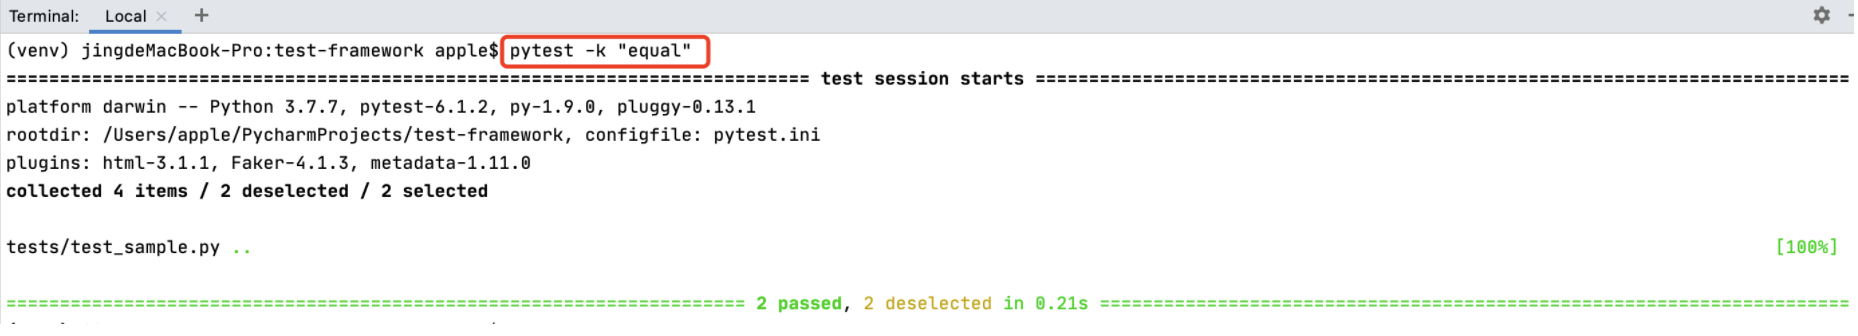 Terminal: Local × +
(venv) jingdeMacBook-Pro:test-framework apple$ pytest -k "equal"
=========================================================================== test session starts ============================================================================
platform darwin -- Python 3.7.7, pytest-6.1.2, py-1.9.0, pluggy-0.13.1
rootdir: /Users/apple/PycharmProjects/test-framework, configfile: pytest.ini
plugins: html-3.1.1, Faker-4.1.3, metadata-1.11.0
collected 4 items / 2 deselected / 2 selected
tests/test_sample.py .. [100%]
===================================================================== 2 passed, 2 deselected in 0.21s ======================================================================